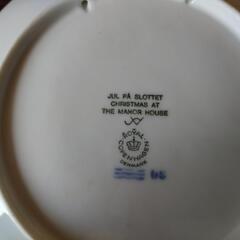 JUL PÅ SLOTTET
CHRISTMAS AT
THE MANOR HOUSE
ROYAL
COPENHAGEN
DENMARK